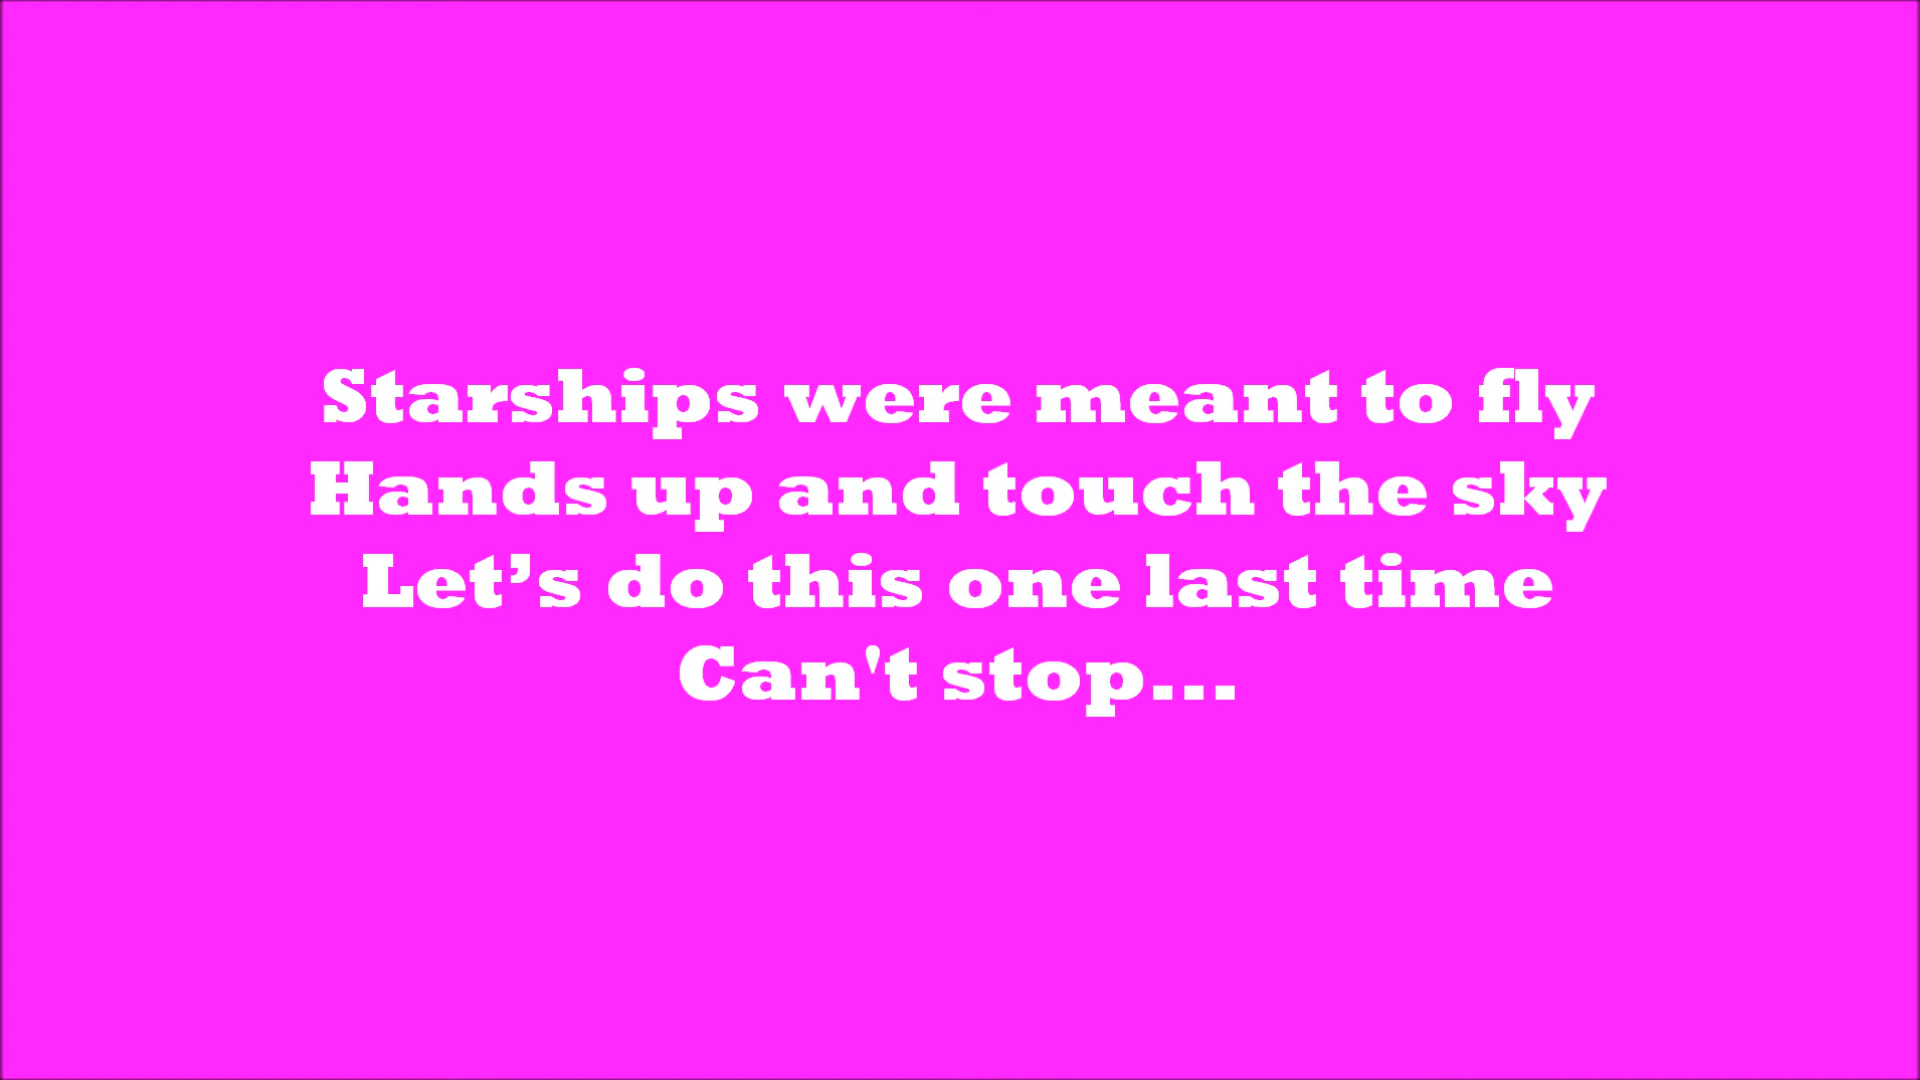 Starships were meant to fly
Hands up and touch the sky
Let’s do this one last time
Can't stop...